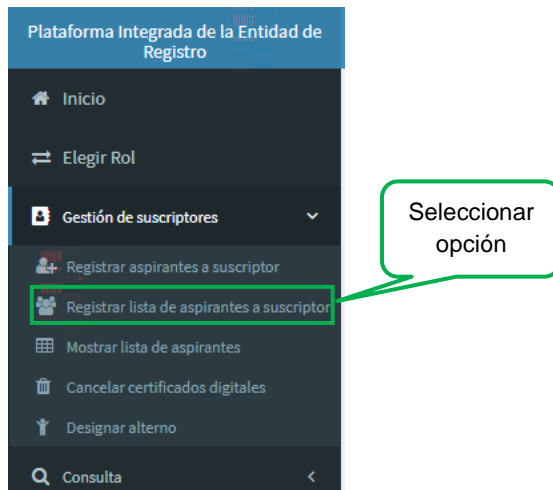 Plataforma Integrada de la Entidad de
Registro
Inicio
Elegir Rol
Gestión de suscriptores
Registrar aspirantes a suscriptor
Registrar lista de aspirantes a suscriptor
Mostrar lista de aspirantes
Cancelar certificados digitales
Designar alterno
Consulta
Seleccionar
opción